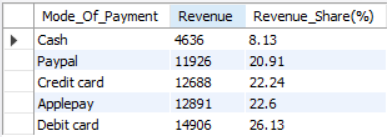 Mode_Of_Payment Revenue Revenue_Share(%)
Cash 4636 8.13
Paypal 11926 20.91
Credit card 12688 22.24
Applepay 12891 22.6
Debit card 14906 26.13